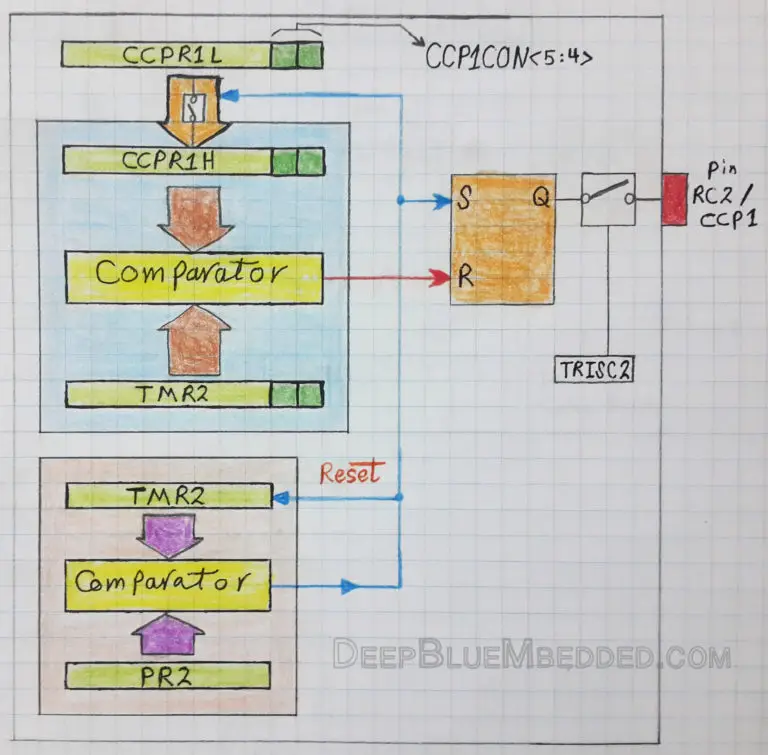 CCPR1L
CCP1CON<5:4>
CCPR1H
Comparator
TMR2
S
Q
R
Pin
RC2/
CCP1
TRISC2
Reset
TMR2
Comparator
PR2
DeepBlueMbedded.com